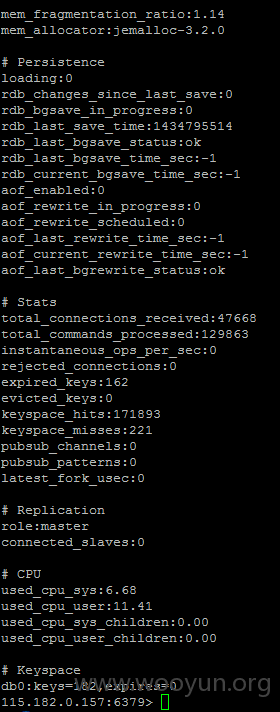 mem_fragmentation_ratio:1.14
mem_allocator:jemalloc-3.2.0
# Persistence
loading:0
rdb_changes_since_last_save:0
rdb_bgsave_in_progress:0
rdb_last_save_time:1434795514
rdb_last_bgsave_status:ok
rdb_last_bgsave_time_sec:-1
rdb_current_bgsave_time_sec:-1
aof_enabled:0
aof_rewrite_in_progress:0
aof_rewrite_scheduled:0
aof_last_rewrite_time_sec:-1
aof_current_rewrite_time_sec:-1
aof_last_bgrewrite_status:ok
# Stats
total_connections_received:47668
total_commands_processed:129863
instantaneous_ops_per_sec:0
rejected_connections:0
expired_keys:162
evicted_keys:0
keyspace_hits:171893
keyspace_misses:221
pubsub_channels:0
pubsub_patterns:0
latest_fork_usec:0
# Replication
role:master
connected_slaves:0
# CPU
used_cpu_sys:6.68
used_cpu_user:11.41
used_cpu_sys_children:0.00
used_cpu_user_children:0.00
# Keyspace
db0:keys=182,expires=0
www.wooyun.org
115.182.0.157:6379>